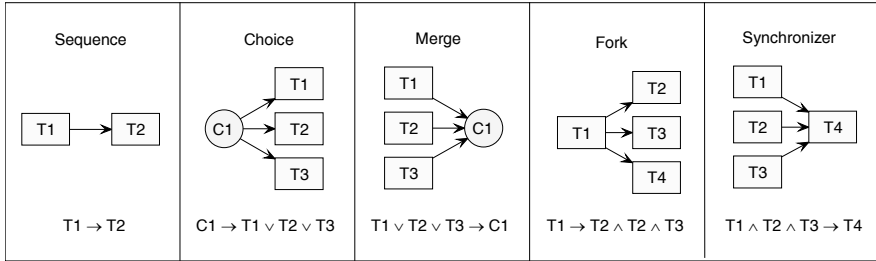 Sequence
Choice
Merge
Fork
Synchronizer
T1
T2
C1
T1
T2
T3
T1
T2
T3
C1
T1
T2
T3
T4
T1
T2
T3
T4
T1 → T2
C1 → T1 ∨ T2 ∨ T3
T1 ∨ T2 ∨ T3 → C1
T1 → T2 ∧ T2 ∧ T3
T1 ∧ T2 ∧ T3 → T4